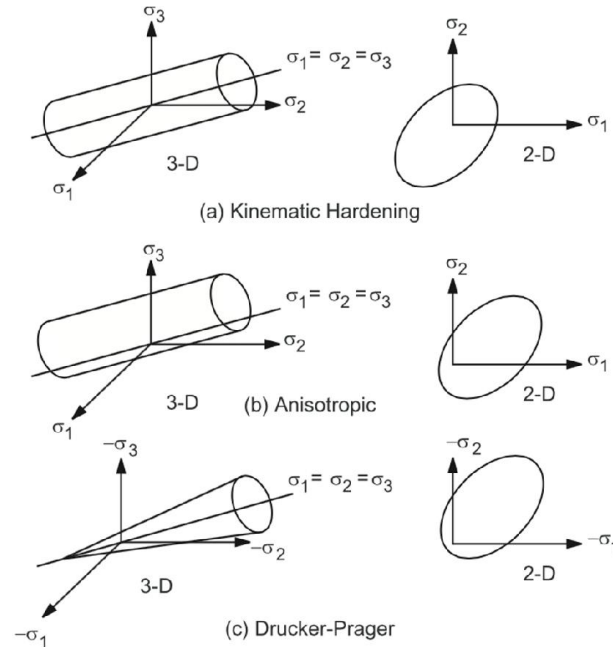 σ3
σ1 = σ2 = σ3
σ2
σ1
3-D
σ2
σ1
2-D
(a) Kinematic Hardening
σ3
σ1 = σ2 = σ3
σ2
σ1
3-D
σ2
σ1
2-D
(b) Anisotropic
−σ3
σ1 = σ2 = σ3
−σ2
−σ1
3-D
−σ2
2-D
(c) Drucker-Prager